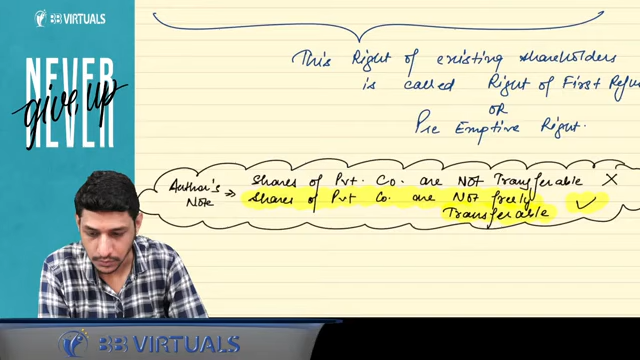 BB VIRTUALS
NEVER
give up
NEVER
This Right of existing shareholders
is called Right of First Refus
OR
Pre Emptive Right.
Author's
Note
Shares of Pvt. Co. are Not Transferable ✗
Shares of Pvt Co. are Not freely
Transferable ✓
BB VIRTUALS